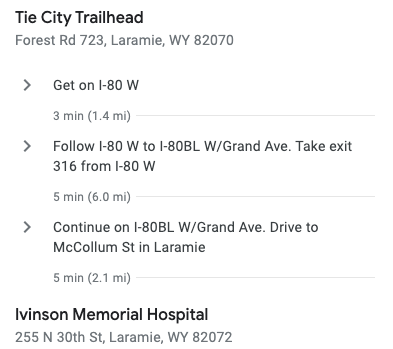 Tie City Trailhead
Forest Rd 723, Laramie, WY 82070
Get on I-80 W
3 min (1.4 mi)
Follow I-80 W to I-80BL W/Grand Ave. Take exit
316 from I-80 W
5 min (6.0 mi)
Continue on I-80BL W/Grand Ave. Drive to
McCollum St in Laramie
5 min (2.1 mi)
Ivinson Memorial Hospital
255 N 30th St, Laramie, WY 82072